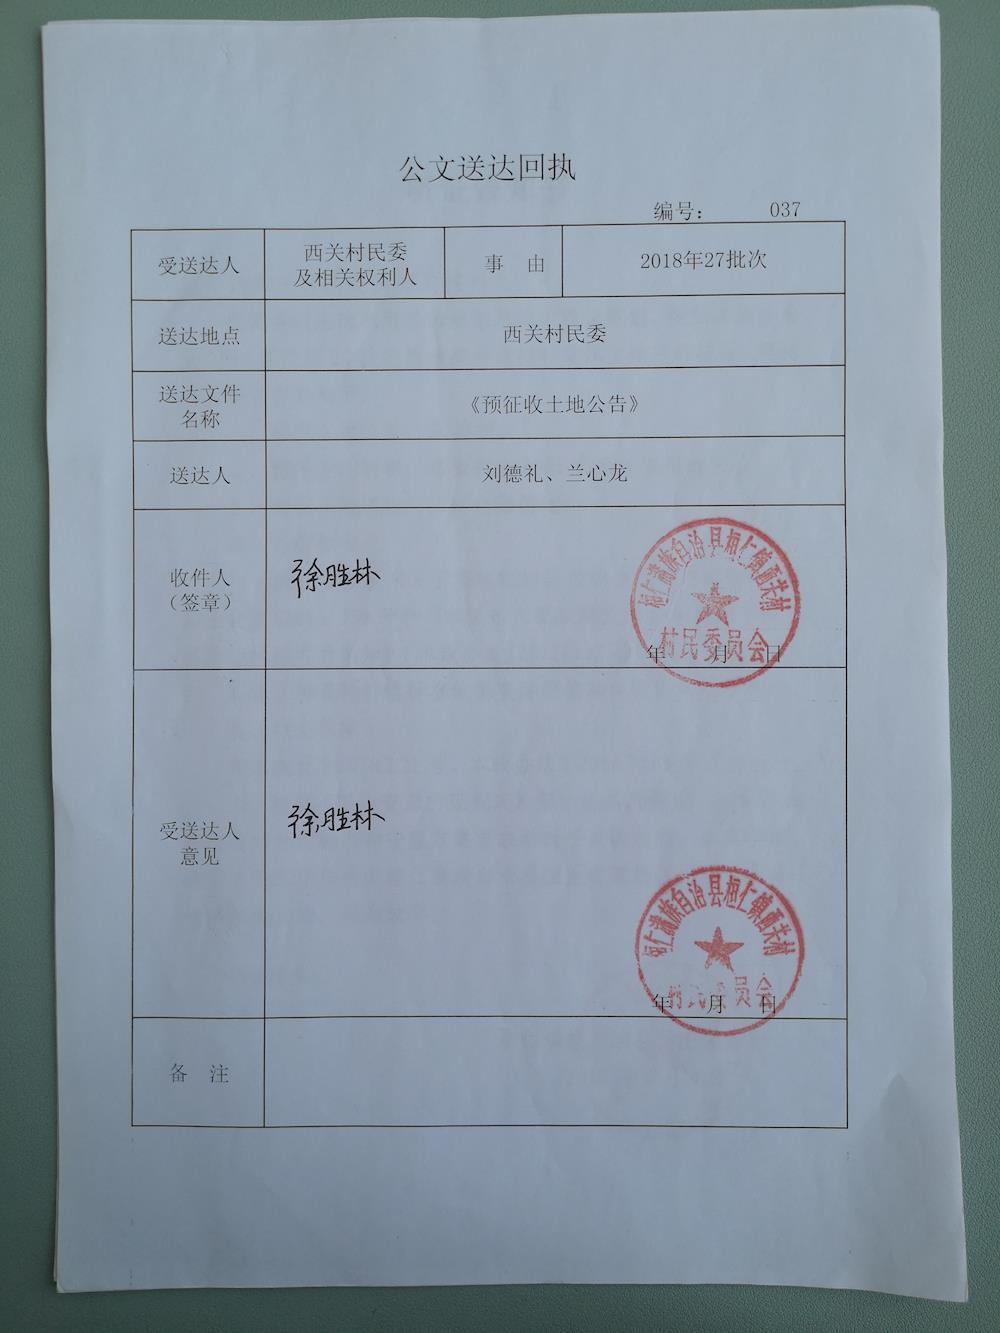 公文送达回执
编号: 037
受送达人
西关村民委
及相关权利人
事 由
2018年27批次
送达地点
西关村民委
送达文件
名称
《预征收土地公告》
送达人
刘德礼、兰心龙
收件人
(签章)
徐胜林
桓仁满族自治县桓仁镇西关村
村民委员会
年 月 日
受送达人
意见
徐胜林
桓仁满族自治县桓仁镇西关村
村民委员会
年 月 日
备 注